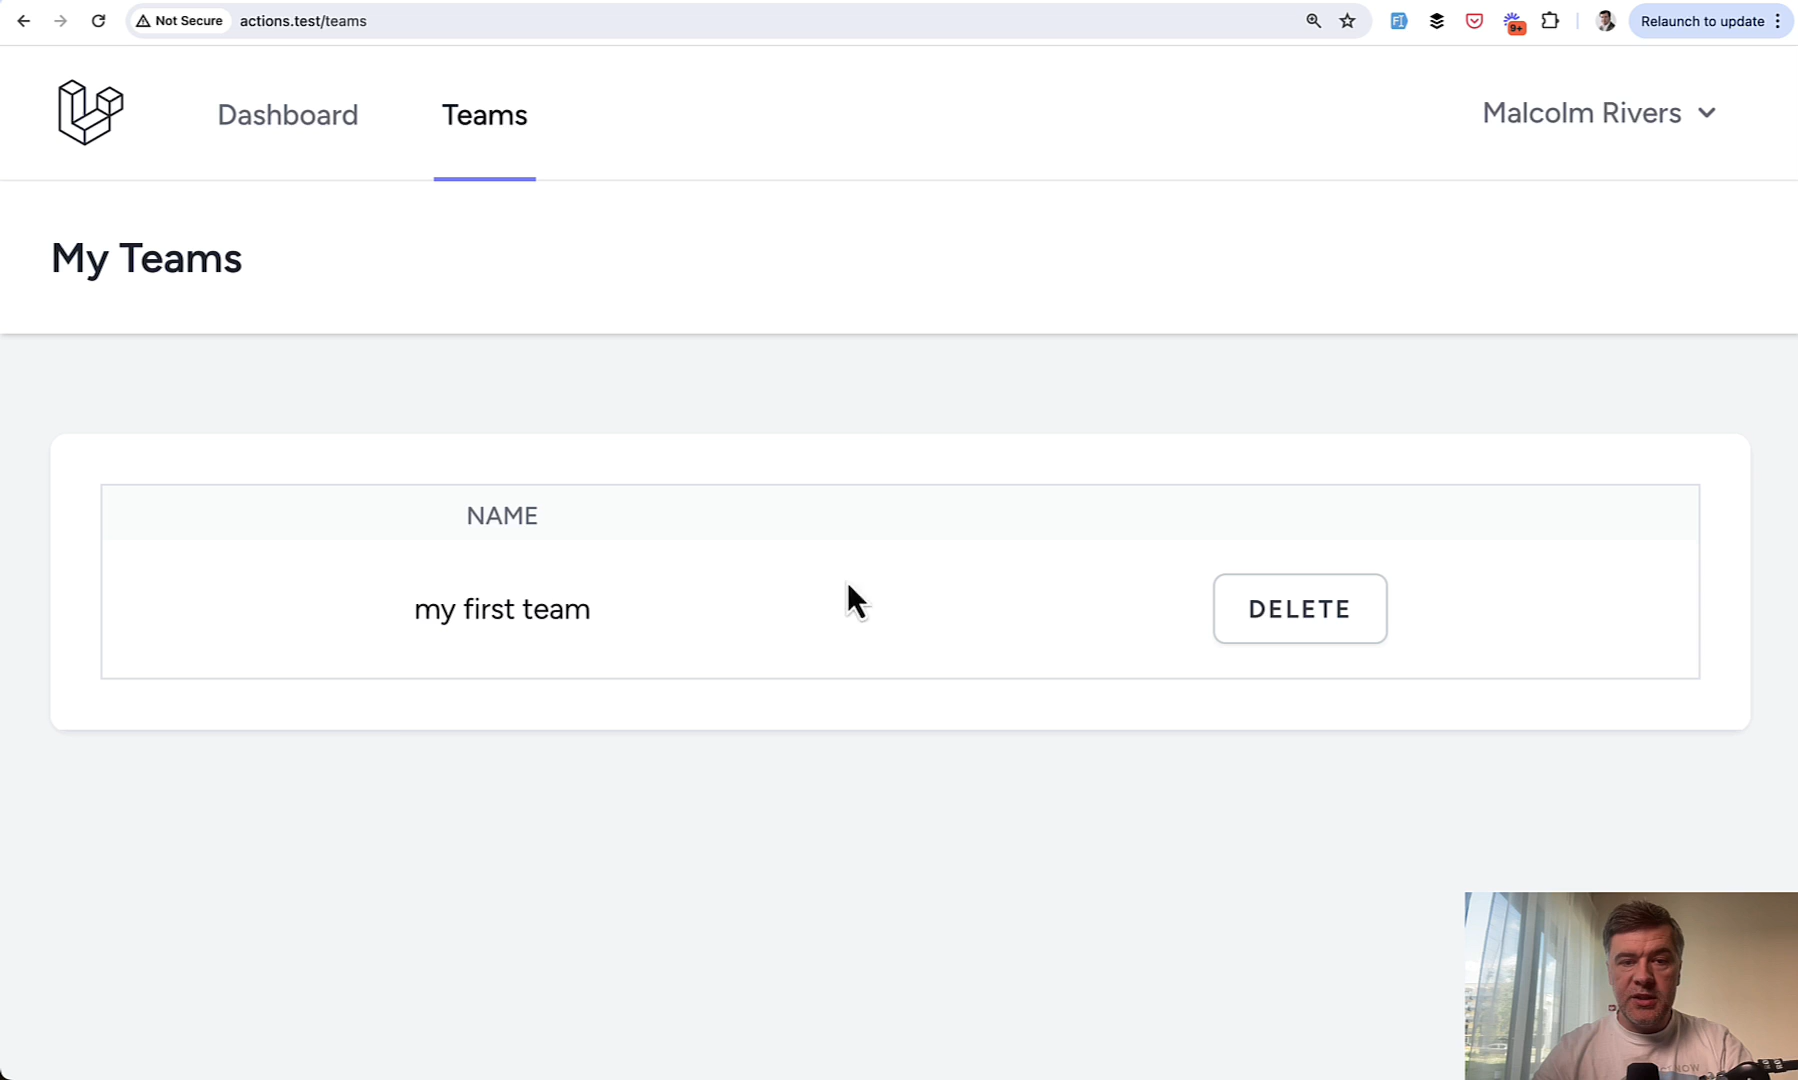 Not Secure actions.test/teams
Relaunch to update
9+
Dashboard Teams Malcolm Rivers
My Teams
NAME
my first team DELETE